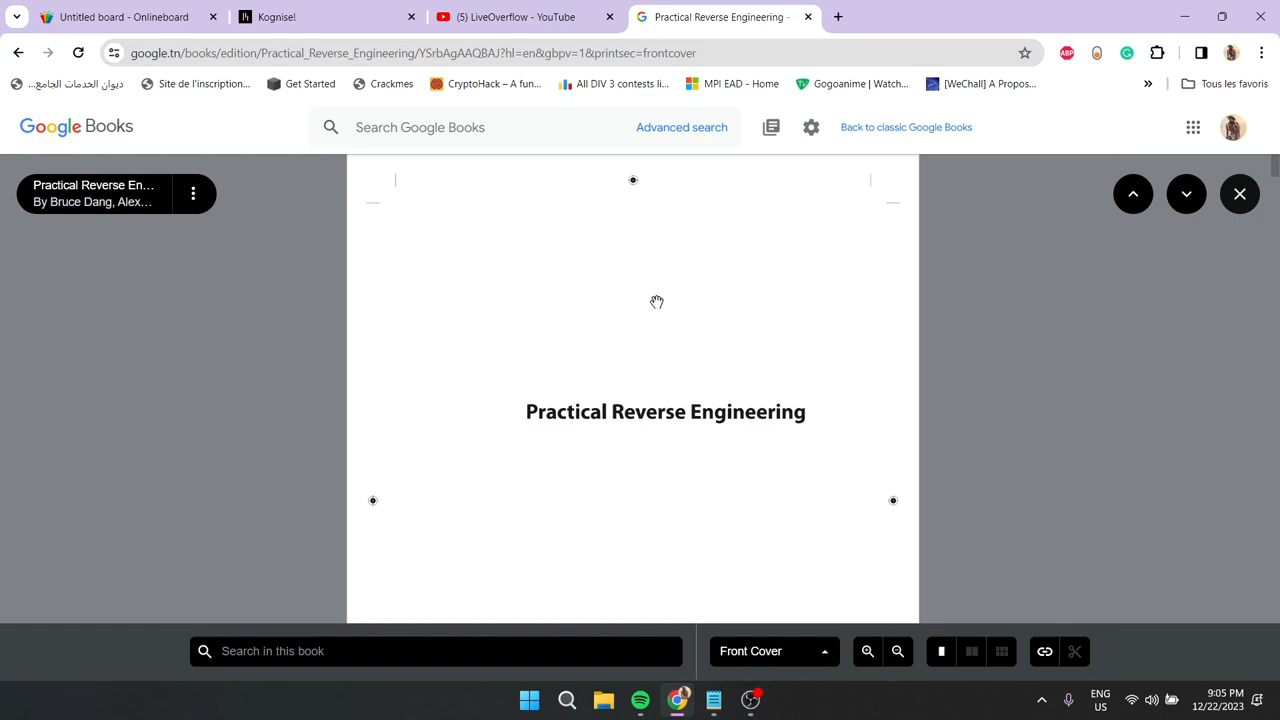 Untitled board - Onlineboard
Kognise!
(5) LiveOverflow - YouTube
Practical Reverse Engineering -
google.tn/books/edition/Practical_Reverse_Engineering/YSrbAgAAQBAJ?hl=en&gbpv=1&printsec=frontcover
ABP
ديوان الخدمات الجامع...
Site de l'inscription...
Get Started
Crackmes
CryptoHack – A fun...
All DIV 3 contests li...
MPI EAD - Home
Gogoanime | Watch...
[WeChall] A Propos...
»
Tous les favoris
Google Books
Search Google Books
Advanced search
Back to classic Google Books
Practical Reverse En...
By Bruce Dang, Alex...
Practical Reverse Engineering
Search in this book
Front Cover
ENG
US
9:05 PM
12/22/2023